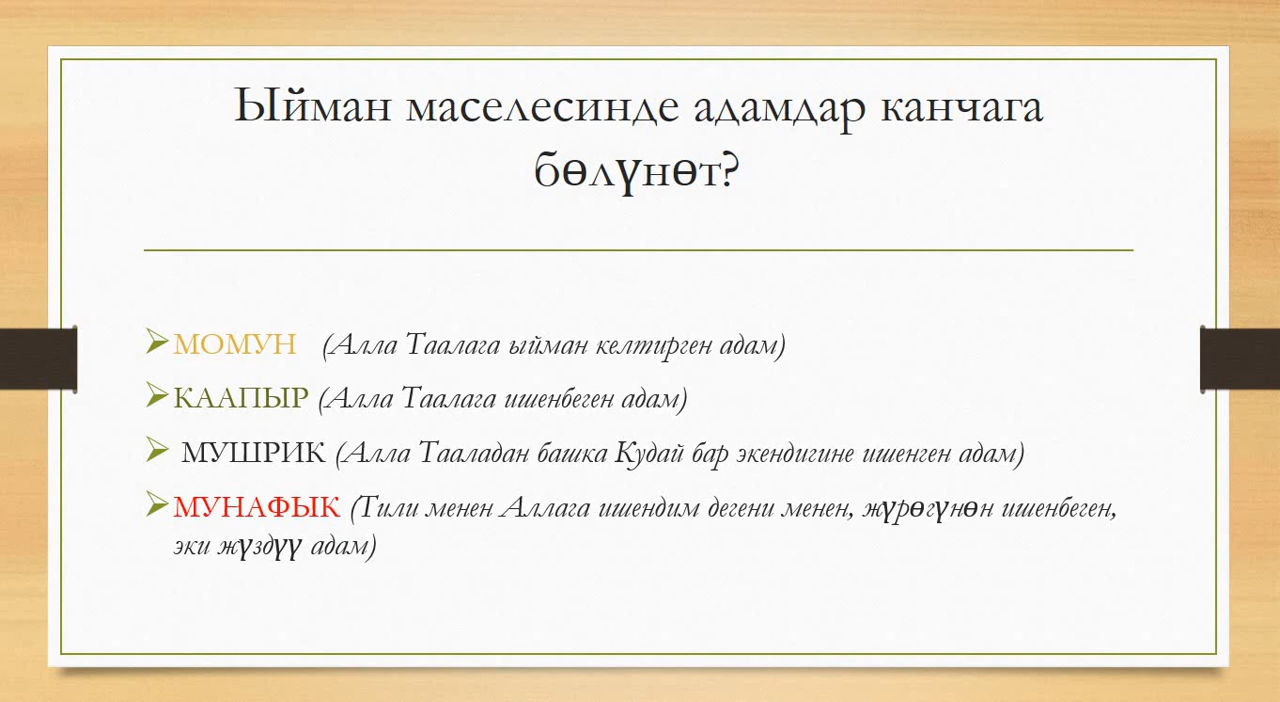 Ыйман маселесинде адамдар канчага
бөлүнөт?
МОМУН (Алла Таалага ыйман келтирген адам)
КААПЫР (Алла Таалага ишенбеген адам)
МУШРИК (Алла Тааладан башка Кудай бар экендигине ишенген адам)
МУНАФЫК (Тили менен Аллага ишендим дегени менен, жүрөгүнөн ишенбеген,
эки жүздүү адам)